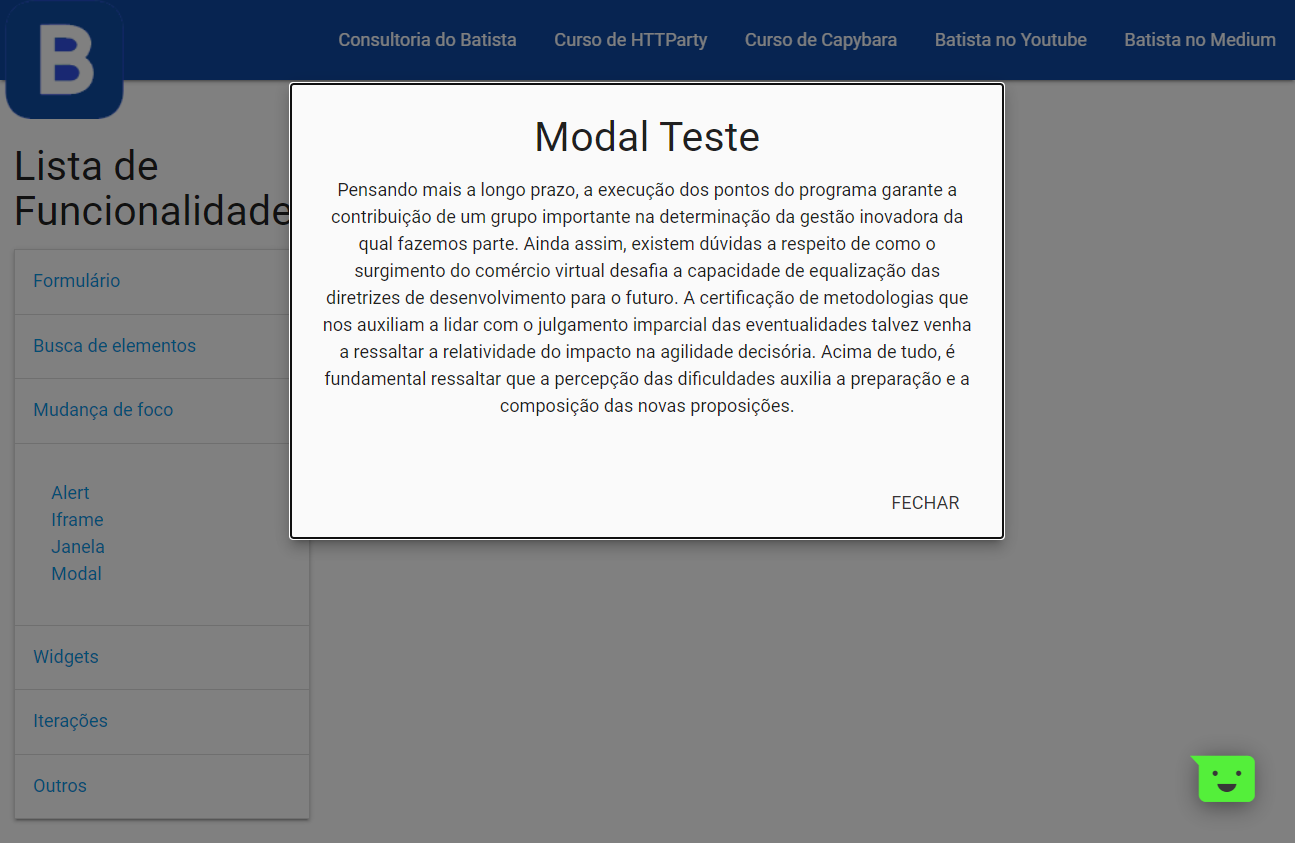 B
Consultoria do Batista
Curso de HTTParty
Curso de Capybara
Batista no Youtube
Batista no Medium
Lista de
Funcionalidade
Formulário
Busca de elementos
Mudança de foco
Alert
Iframe
Janela
Modal
Widgets
Iterações
Outros
Modal Teste
Pensando mais a longo prazo, a execução dos pontos do programa garante a
contribuição de um grupo importante na determinação da gestão inovadora da
qual fazemos parte. Ainda assim, existem dúvidas a respeito de como o
surgimento do comércio virtual desafia a capacidade de equalização das
diretrizes de desenvolvimento para o futuro. A certificação de metodologias que
nos auxiliam a lidar com o julgamento imparcial das eventualidades talvez venha
a ressaltar a relatividade do impacto na agilidade decisória. Acima de tudo, é
fundamental ressaltar que a percepção das dificuldades auxilia a preparação e a
composição das novas proposições.
FECHAR